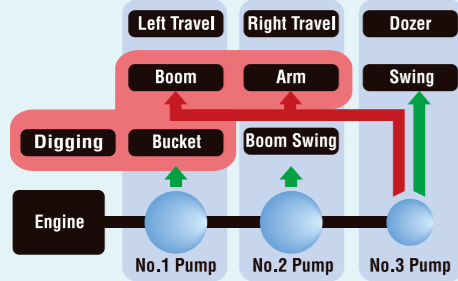 Left Travel
Right Travel
Dozer
Boom
Arm
Swing
Digging
Bucket
Boom Swing
Engine
No.1 Pump
No.2 Pump
No.3 Pump